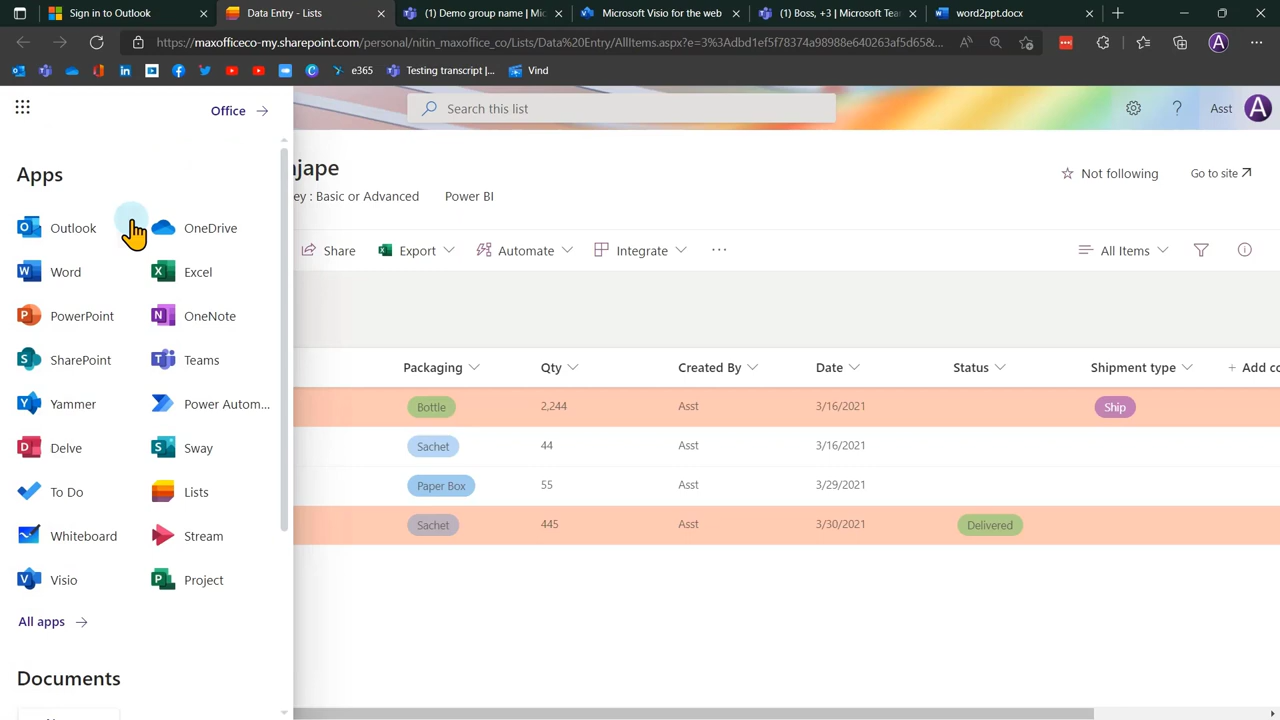 Sign in to Outlook
Data Entry - Lists
(1) Demo group name | Mic
Microsoft Visio for the web
(1) Boss, +3 | Microsoft Tea
word2ppt.docx
https://maxofficeco-my.sharepoint.com/personal/nitin_maxoffice_co/Lists/Data%20Entry/AllItems.aspx?e=3%3Adbd1ef5f78374a98988e640263af5d65&...
e365
Testing transcript |...
Vind
Office
Search this list
Asst
A
Apps
Outlook
OneDrive
Word
Excel
PowerPoint
OneNote
SharePoint
Teams
Yammer
Power Autom...
Delve
Sway
To Do
Lists
Whiteboard
Stream
Visio
Project
All apps
Documents
njape
Not following
Go to site
ey : Basic or Advanced
Power BI
Share
Export
Automate
Integrate
All Items
Packaging
Qty
Created By
Date
Status
Shipment type
+ Add co
Bottle
2,244
Asst
3/16/2021
Ship
Sachet
44
Asst
3/16/2021
Paper Box
55
Asst
3/29/2021
Sachet
445
Asst
3/30/2021
Delivered